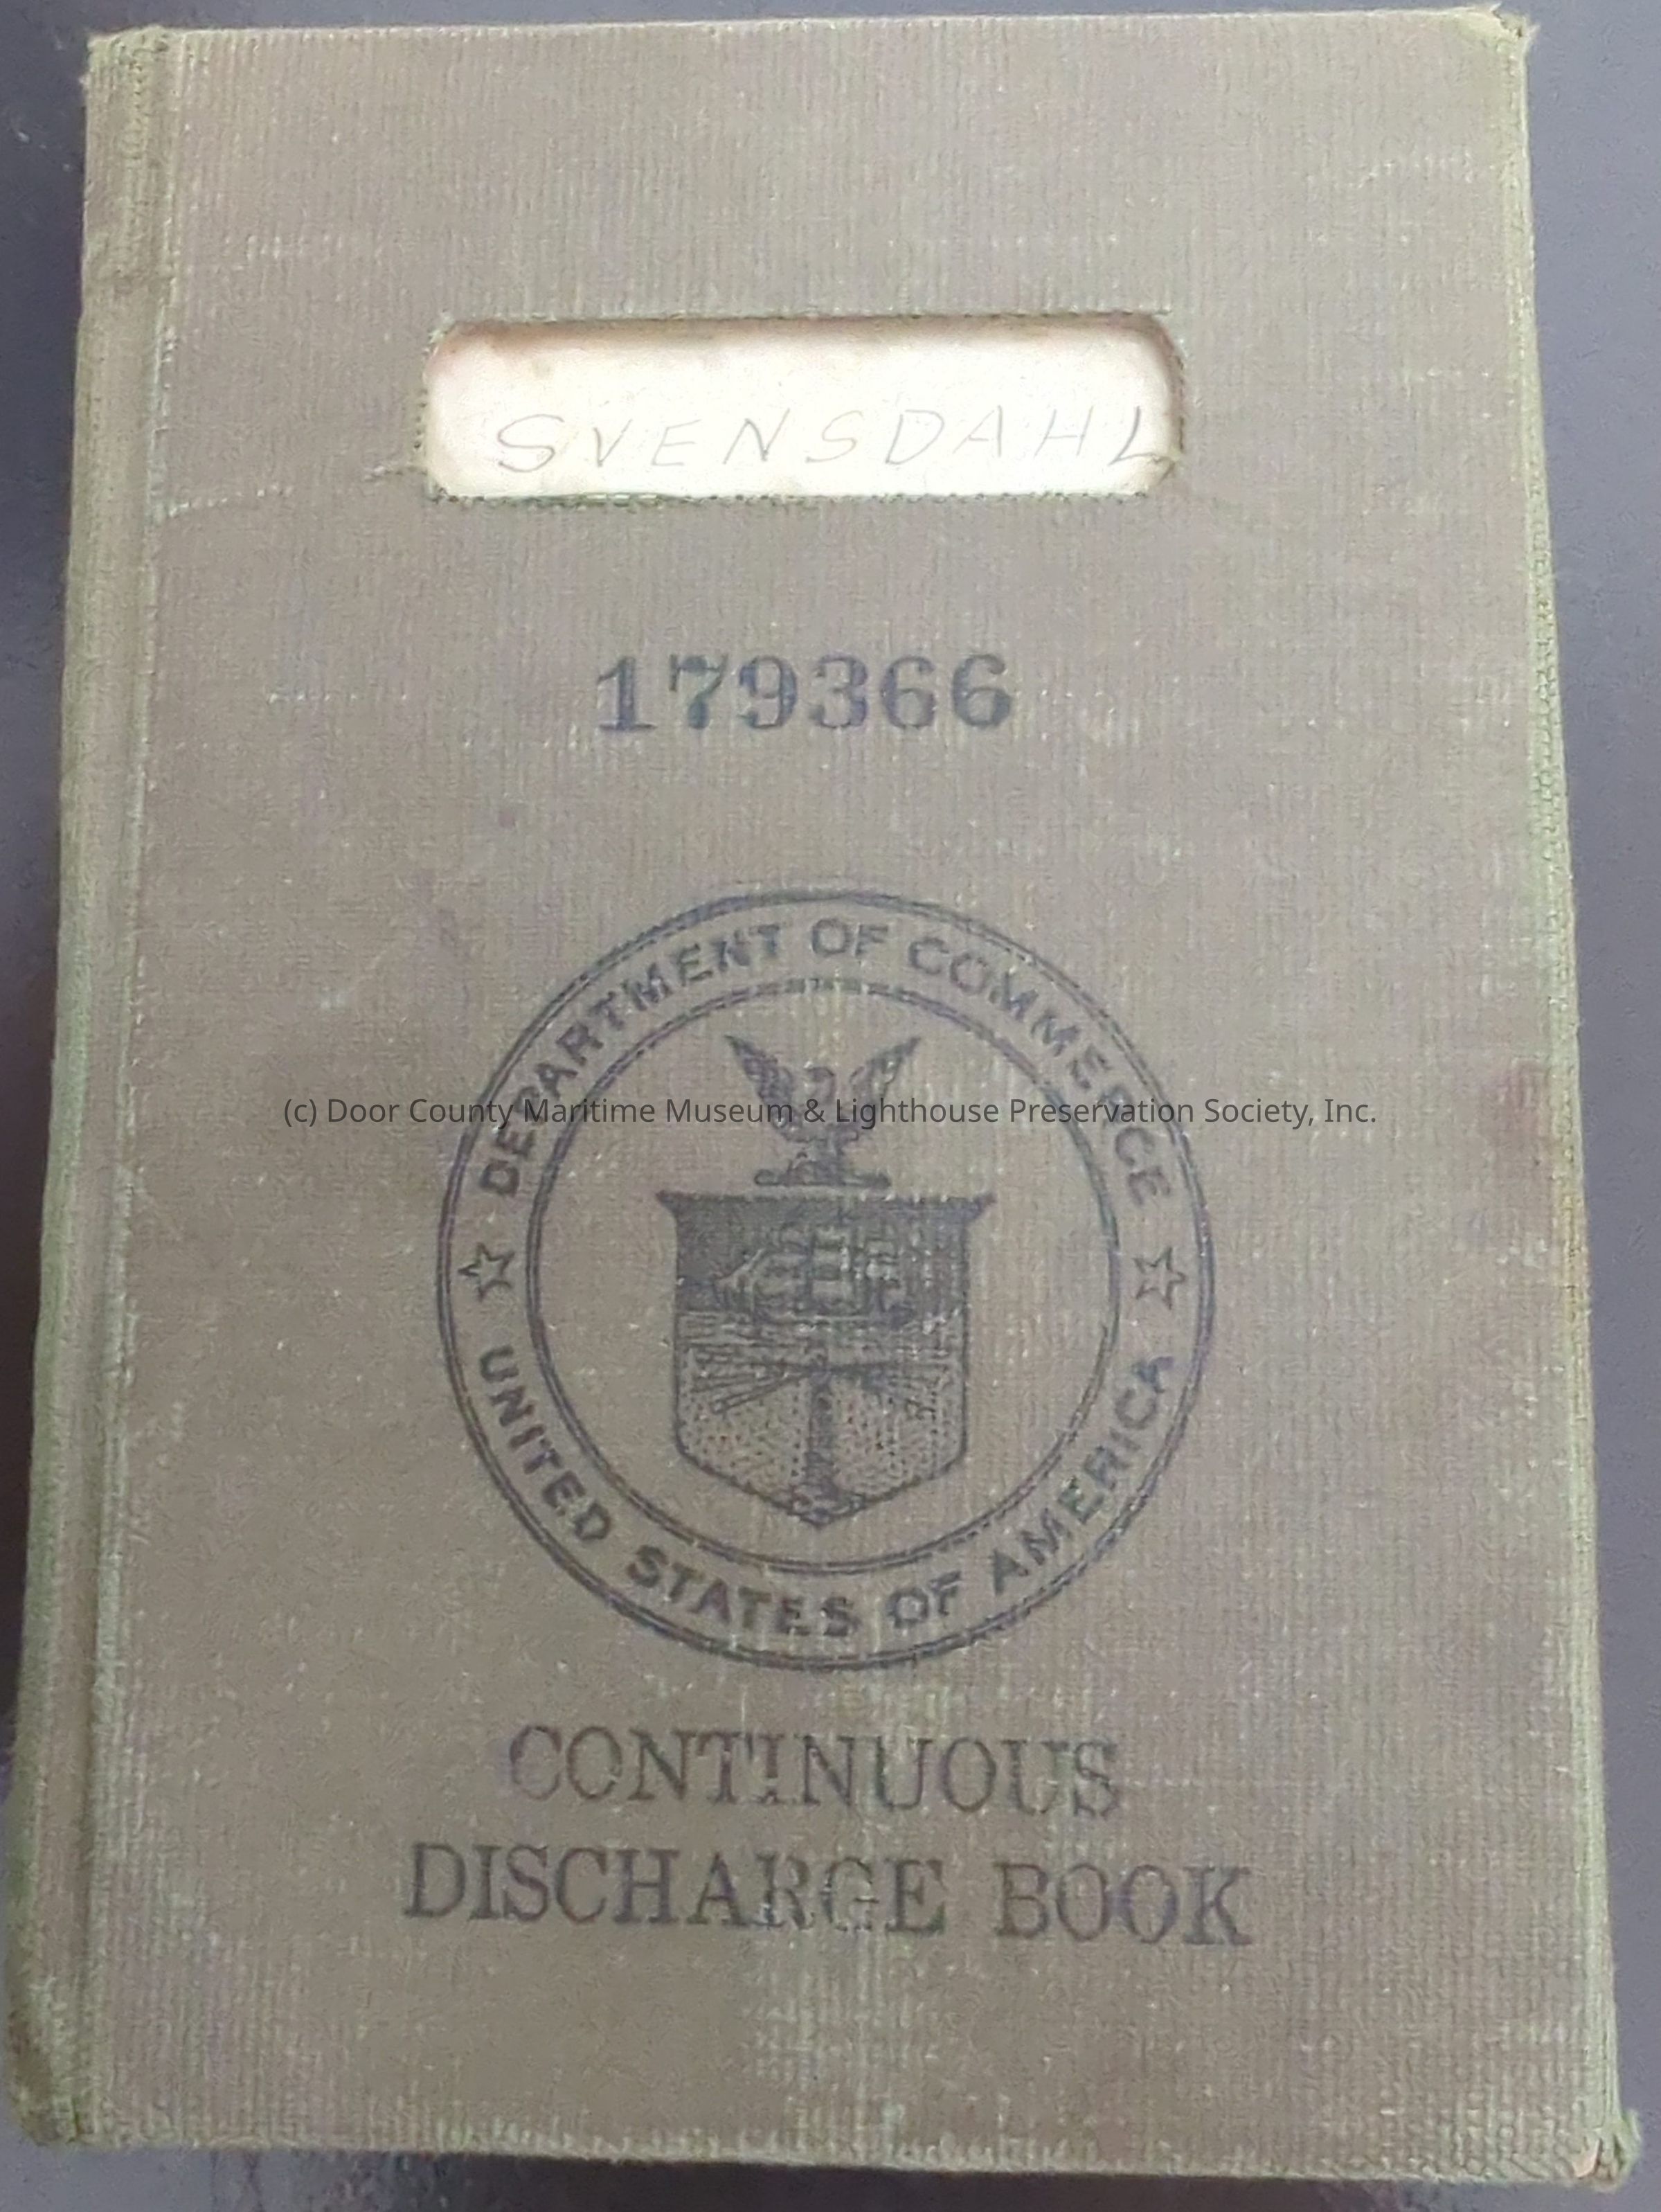 SVENSDAHL
179366
DEPARTMENT OF COMMERCE
(c) Door County Maritime Museum & Lighthouse Preservation Society, Inc.
UNITED STATES OF AMERICA
CONTINUOUS
DISCHARGE BOOK